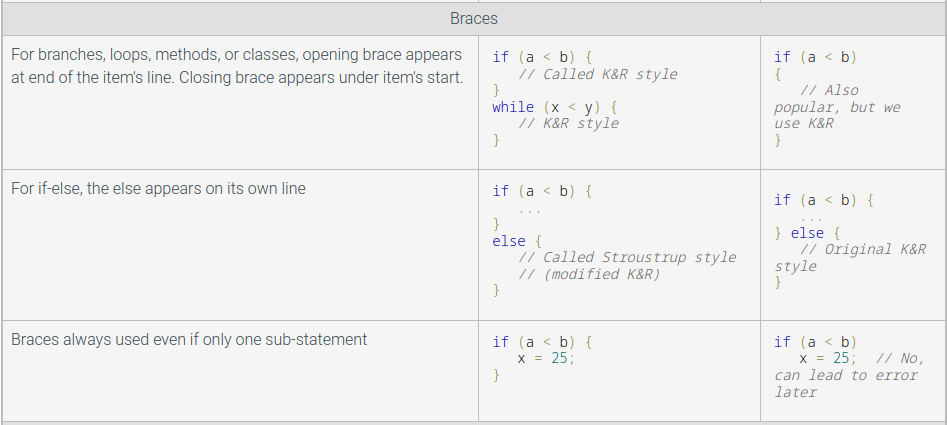 Braces
For branches, loops, methods, or classes, opening brace appears
at end of the item's line. Closing brace appears under item's start.
if (a < b) {
   // Called K&R style
}
while (x < y) {
   // K&R style
}
if (a < b)
{
   // Also
popular, but we
use K&R
}
For if-else, the else appears on its own line
if (a < b) {
   ...
}
else {
   // Called Stroustrup style
   // (modified K&R)
}
if (a < b) {
   ...
} else {
   // Original K&R
style
}
Braces always used even if only one sub-statement
if (a < b) {
   x = 25;
}
if (a < b)
   x = 25;  // No,
can lead to error
later